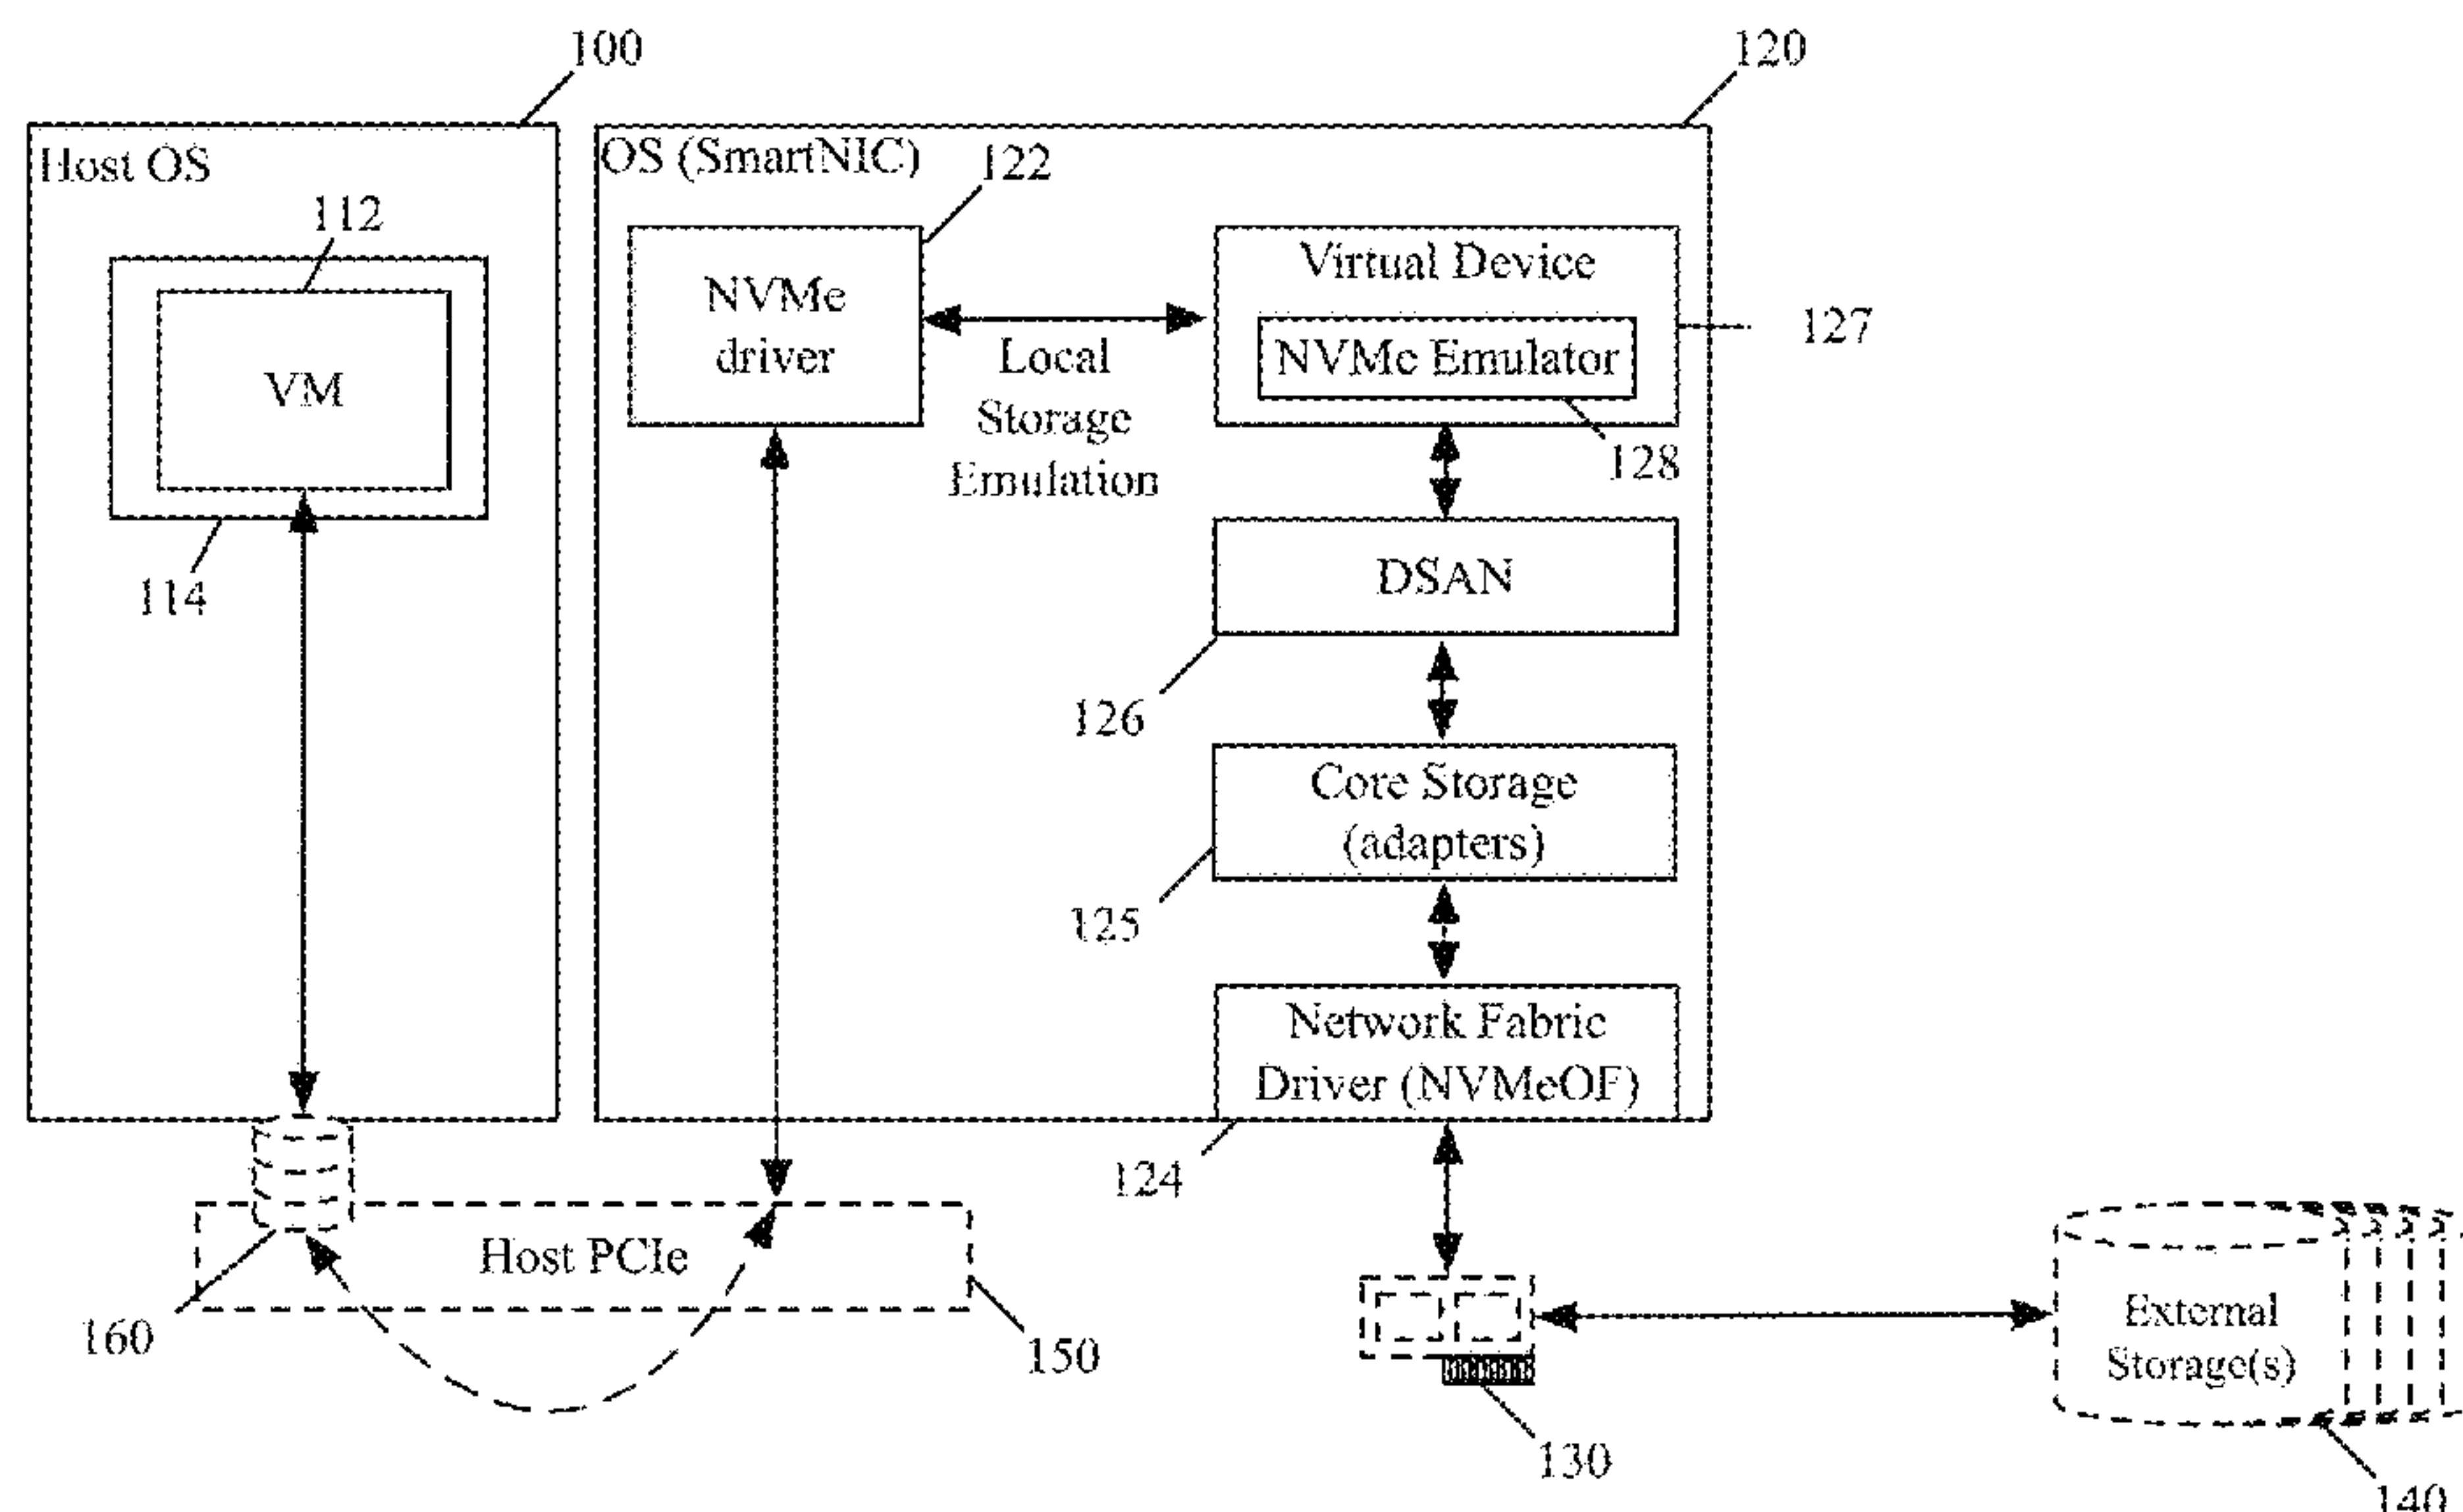 100
120
Host OS
OS (SmartNIC)
122
112
NVMe
driver
Virtual Device
127
NVMe Emulator
VM
Local
Storage
Emulation
128
114
DSAN
126
Core Storage
(adapters)
125
Network Fabric
Driver (NVMeOF)
124
Host PCIe
160
150
External
Storage(s)
130
140